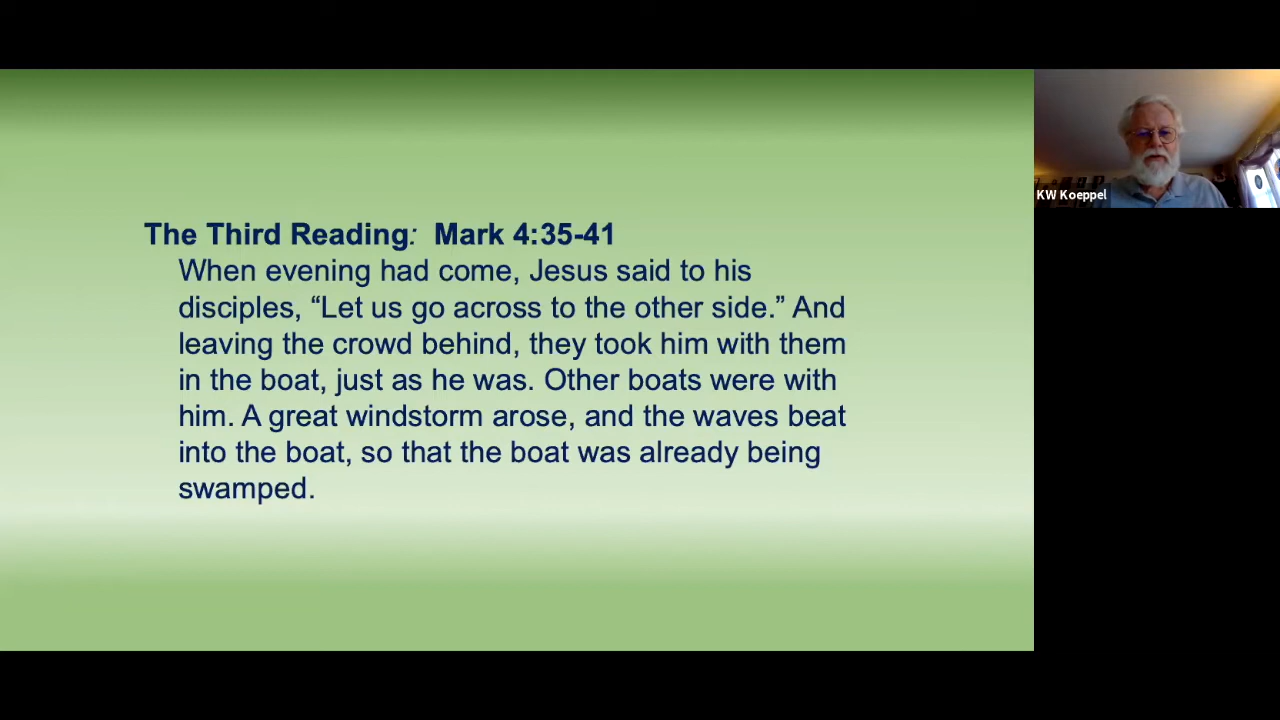 The Third Reading:  Mark 4:35-41
When evening had come, Jesus said to his
disciples, “Let us go across to the other side.” And
leaving the crowd behind, they took him with them
in the boat, just as he was. Other boats were with
him. A great windstorm arose, and the waves beat
into the boat, so that the boat was already being
swamped.
KW Koeppel